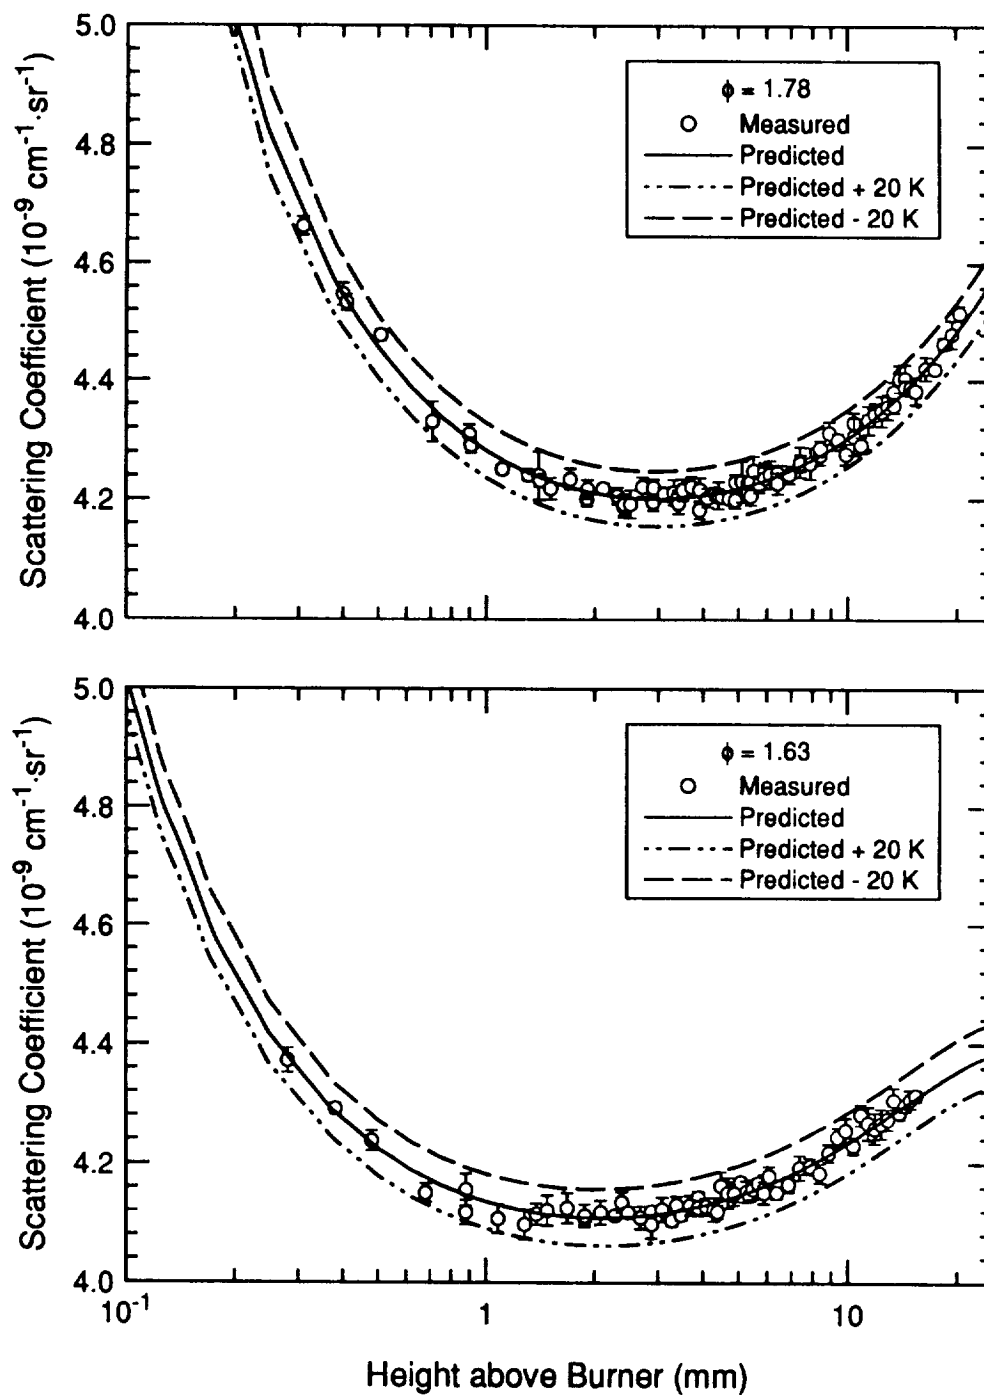 5.0
4.8
4.6
4.4
4.2
4.0
Scattering Coefficient (10⁻⁹ cm⁻¹·sr⁻¹)
ϕ = 1.78
Measured
Predicted
Predicted + 20 K
Predicted - 20 K
5.0
4.8
4.6
4.4
4.2
4.0
Scattering Coefficient (10⁻⁹ cm⁻¹·sr⁻¹)
ϕ = 1.63
Measured
Predicted
Predicted + 20 K
Predicted - 20 K
10⁻¹ 1 10
Height above Burner (mm)